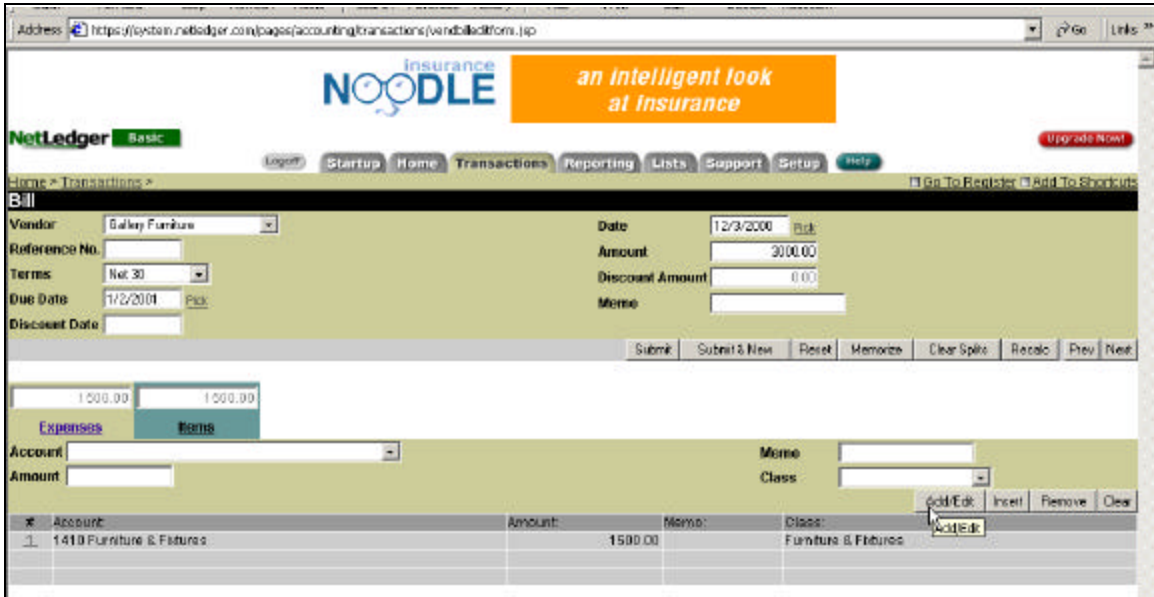 Address https://system.netledger.com/pages/accounting/transactions/vendbilleditform.jsp Go Links »
insurance
NOODLE
an intelligent look
at Insurance
NetLedger Basic
Upgrade Now!
Logoff Startup Home Transactions Reporting Lists Support Setup Help
Home > Transactions > Go To Register Add To Shortcuts
Bill
Vendor Gallery Furniture Date 12/3/2000 Pick
Reference No. Amount 3000.00
Terms Net 30 Discount Amount 0.00
Due Date 1/2/2001 Pick Memo
Discount Date
Submit Submit & New Reset Memorize Clear Splits Recalc Prev Next
1500.00 1500.00
Expenses Items
Account Memo
Amount Class
Add/Edit Insert Remove Clear
# Account: Amount: Memo: Class: Add/Edit
1 1410 Furniture & Fixtures 1500.00 Furniture & Fixtures